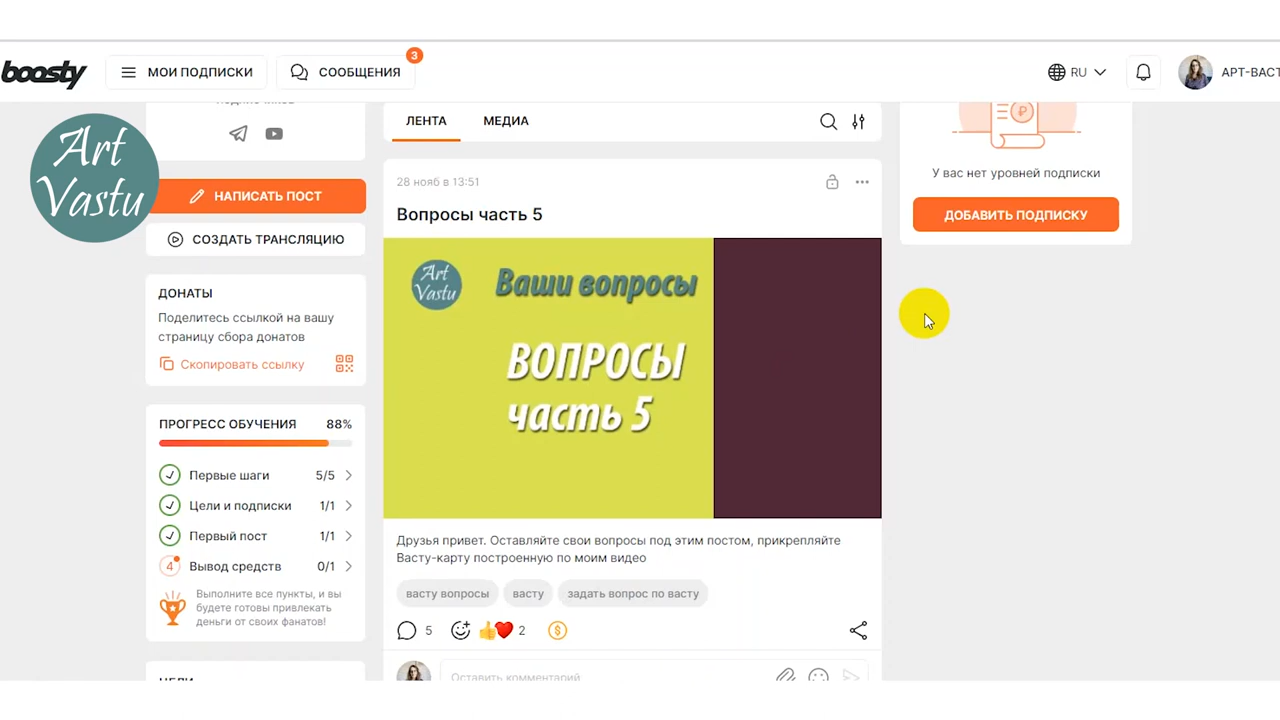 boosty
МОИ ПОДПИСКИ
СООБЩЕНИЯ
3
RU
АРТ-ВАСТ
Art
Vastu
НАПИСАТЬ ПОСТ
СОЗДАТЬ ТРАНСЛЯЦИЮ
ДОНАТЫ
Поделитесь ссылкой на вашу
страницу сбора донатов
Скопировать ссылку
ПРОГРЕСС ОБУЧЕНИЯ 88%
Первые шаги 5/5
Цели и подписки 1/1
Первый пост 1/1
4 Вывод средств 0/1
Выполните все пункты, и вы
будете готовы привлекать
деньги от своих фанатов!
ЛЕНТА
МЕДИА
28 нояб в 13:51
Вопросы часть 5
Art
Vastu
Ваши вопросы
ВОПРОСЫ
часть 5
Друзья привет. Оставляйте свои вопросы под этим постом, прикрепляйте
Васту-карту построенную по моим видео
васту вопросы
васту
задать вопрос по васту
5
2
Оставить комментарий
У вас нет уровней подписки
ДОБАВИТЬ ПОДПИСКУ